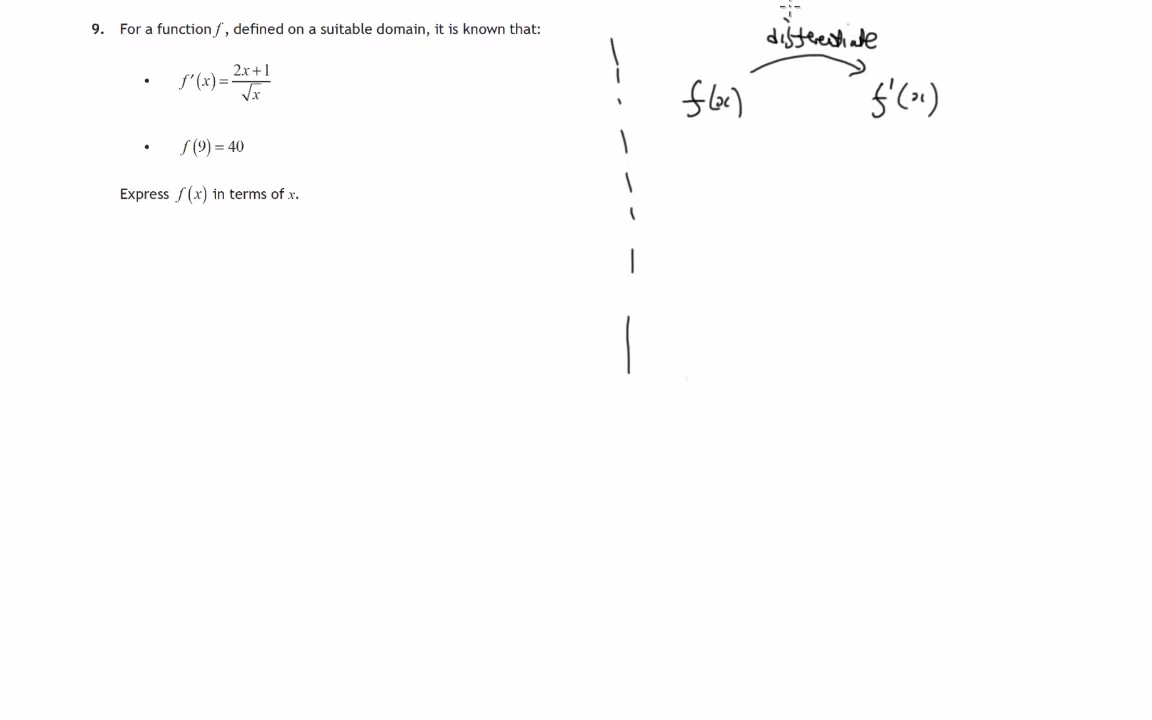 9. For a function f, defined on a suitable domain, it is known that:
• f′(x) = (2x+1)/√x
• f(9) = 40
Express f(x) in terms of x.
differentiate
f(x) f'(x)